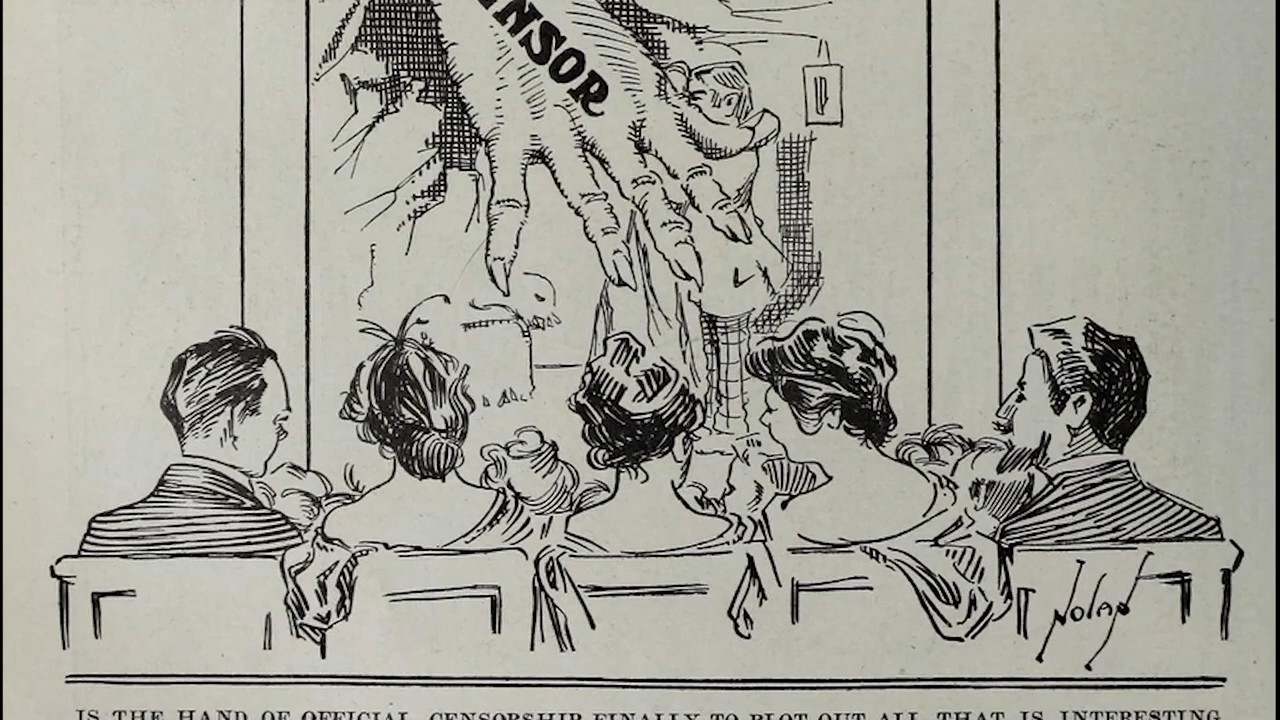 ENSOR
Nolan
IS THE HAND OF OFFICIAL CENSORSHIP FINALLY TO BLOT OUT ALL THAT IS INTERESTING